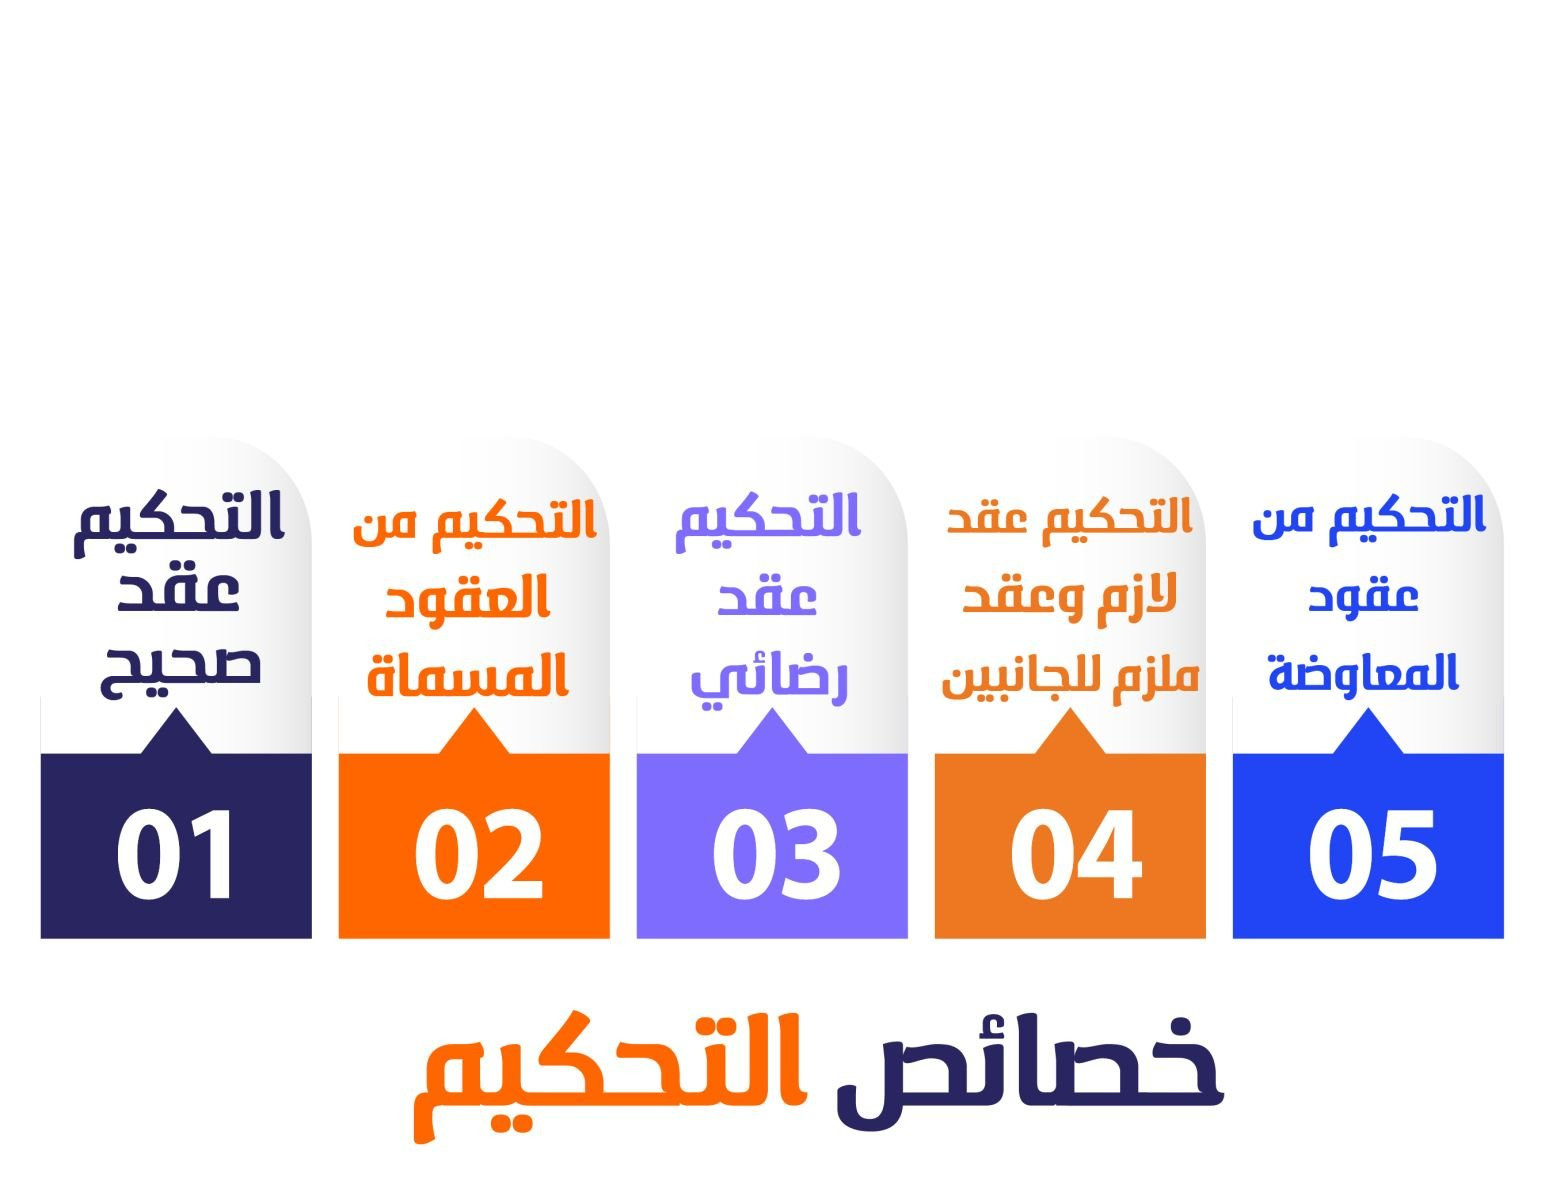 التحكيم
عقد
صحيح
01
التحكيم من
العقود
المسماة
02
التحكيم
عقد
رضائي
03
التحكيم عقد
لازم وعقد
ملزم للجانبين
04
التحكيم من
عقود
المعاوضة
05
خصائص التحكيم